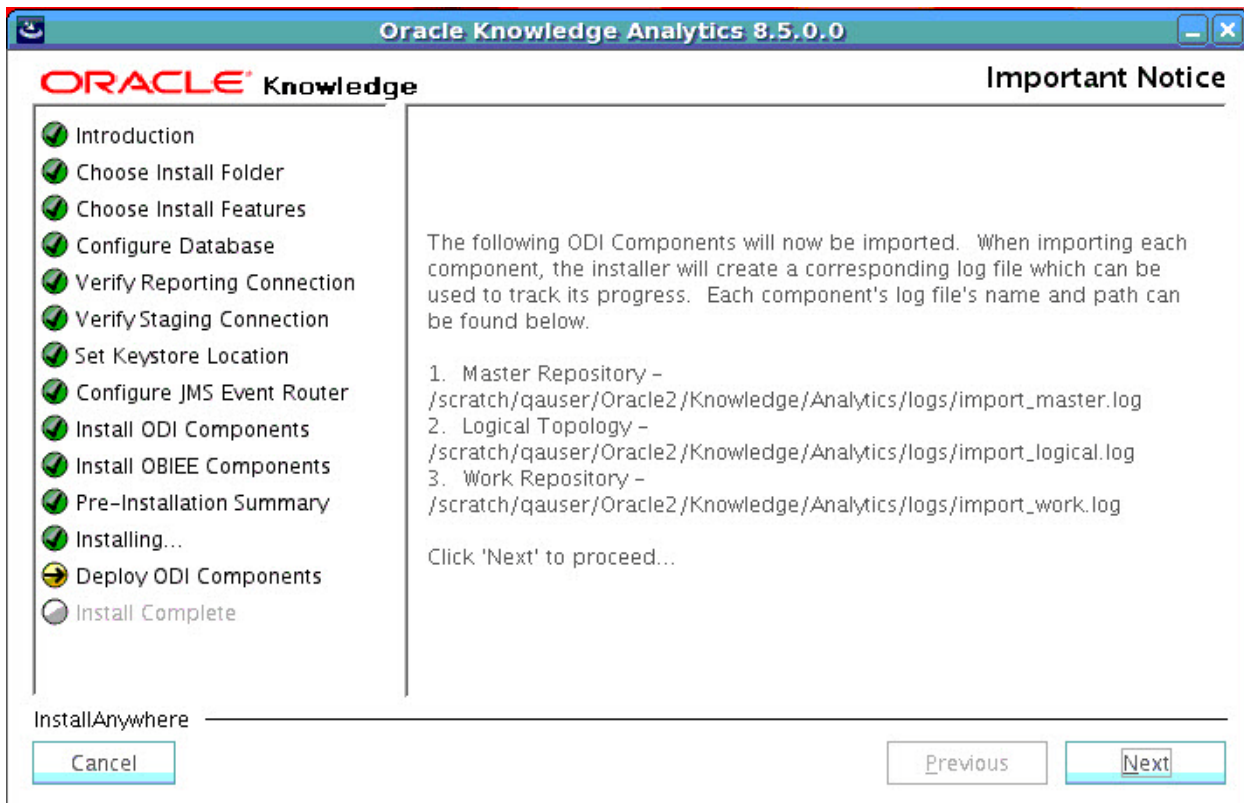 Oracle Knowledge Analytics 8.5.0.0
ORACLE® Knowledge
Important Notice
Introduction
Choose Install Folder
Choose Install Features
Configure Database
Verify Reporting Connection
Verify Staging Connection
Set Keystore Location
Configure JMS Event Router
Install ODI Components
Install OBIEE Components
Pre-Installation Summary
Installing...
Deploy ODI Components
Install Complete
The following ODI Components will now be imported.  When importing each
component, the installer will create a corresponding log file which can be
used to track its progress.  Each component's log file's name and path can
be found below.
1.  Master Repository –
/scratch/qauser/Oracle2/Knowledge/Analytics/logs/import_master.log
2.  Logical Topology –
/scratch/qauser/Oracle2/Knowledge/Analytics/logs/import_logical.log
3.  Work Repository –
/scratch/qauser/Oracle2/Knowledge/Analytics/logs/import_work.log
Click 'Next' to proceed...
InstallAnywhere
Cancel
Previous
Next